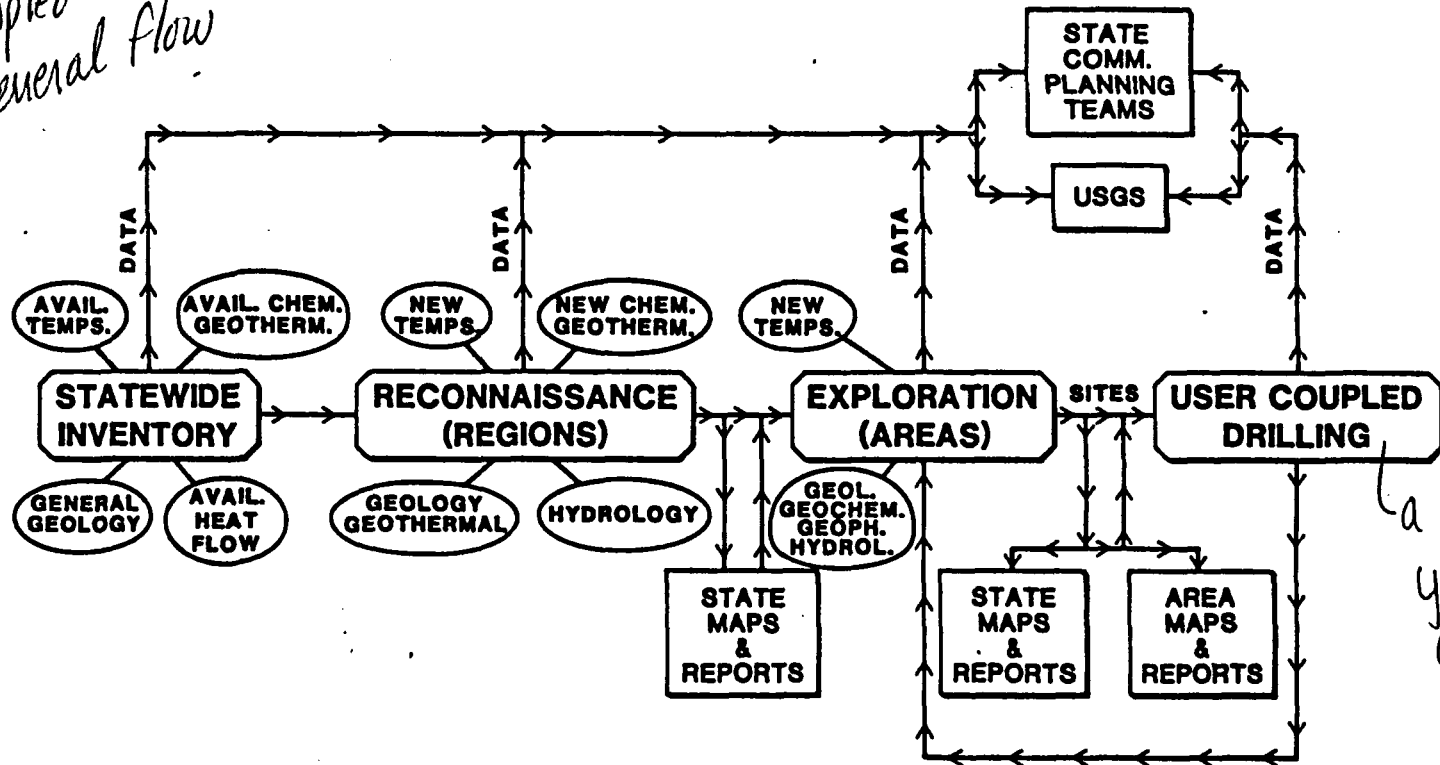 General flow
STATE
COMM.
PLANNING
TEAMS
USGS
DATA
DATA
DATA
DATA
AVAIL.
TEMPS.
AVAIL. CHEM.
GEOTHERM.
NEW
TEMPS.
NEW CHEM.
GEOTHERM.
NEW
TEMPS.
STATEWIDE
INVENTORY
RECONNAISSANCE
(REGIONS)
EXPLORATION
(AREAS)
SITES
USER COUPLED
DRILLING
GENERAL
GEOLOGY
AVAIL.
HEAT
FLOW
GEOLOGY
GEOTHERMAL
HYDROLOGY
GEOL.
GEOCHEM.
GEOPH.
HYDROL.
a
STATE
MAPS
&
REPORTS
STATE
MAPS
&
REPORTS
AREA
MAPS
&
REPORTS